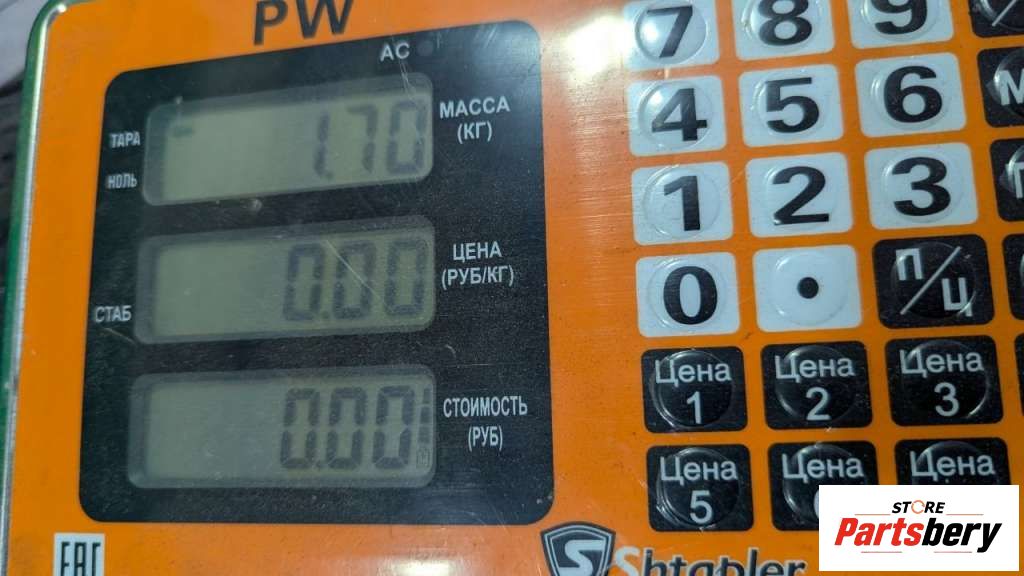 PW
AC
ТАРА
НОЛЬ
1.70
МАССА
(КГ)
0.00
ЦЕНА
(РУБ/КГ)
СТАБ
0.00
СТОИМОСТЬ
(РУБ)
7 8 9
4 5 6
1 2 3
0 .
П/Ц
Цена 1
Цена 2
Цена 3
Цена 5
Цена
Цена
EAC
S Shtapler
STORE
Partsbery